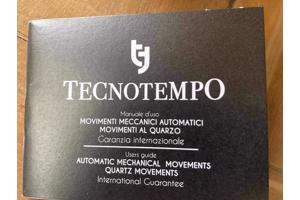 TECNOTEMPO
Manuale d'uso
MOVIMENTI MECCANICI AUTOMATICI
MOVIMENTI AL QUARZO
Garanzia internazionale
Users guide
AUTOMATIC MECHANICAL MOVEMENTS
QUARTZ MOVEMENTS
International Guarantee